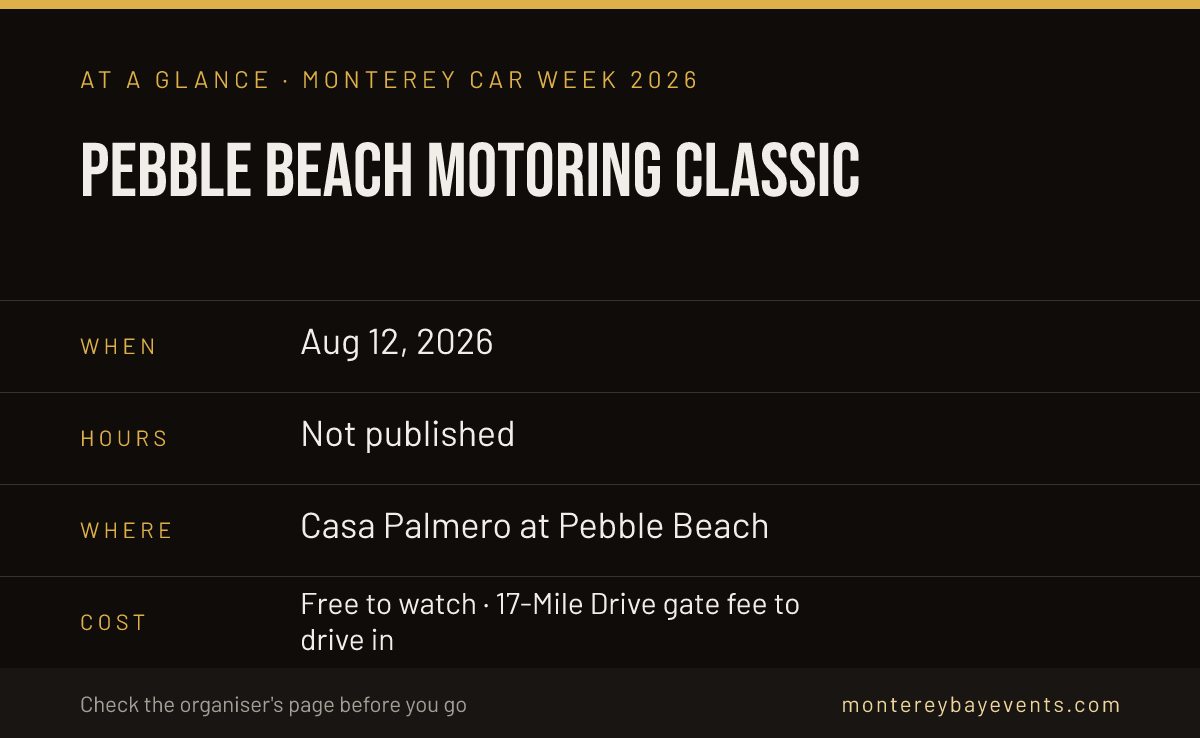 AT A GLANCE · MONTEREY CAR WEEK 2026
PEBBLE BEACH MOTORING CLASSIC
WHEN
Aug 12, 2026
HOURS
Not published
WHERE
Casa Palmero at Pebble Beach
COST
Free to watch · 17-Mile Drive gate fee to
drive in
Check the organiser's page before you go
montereybayevents.com